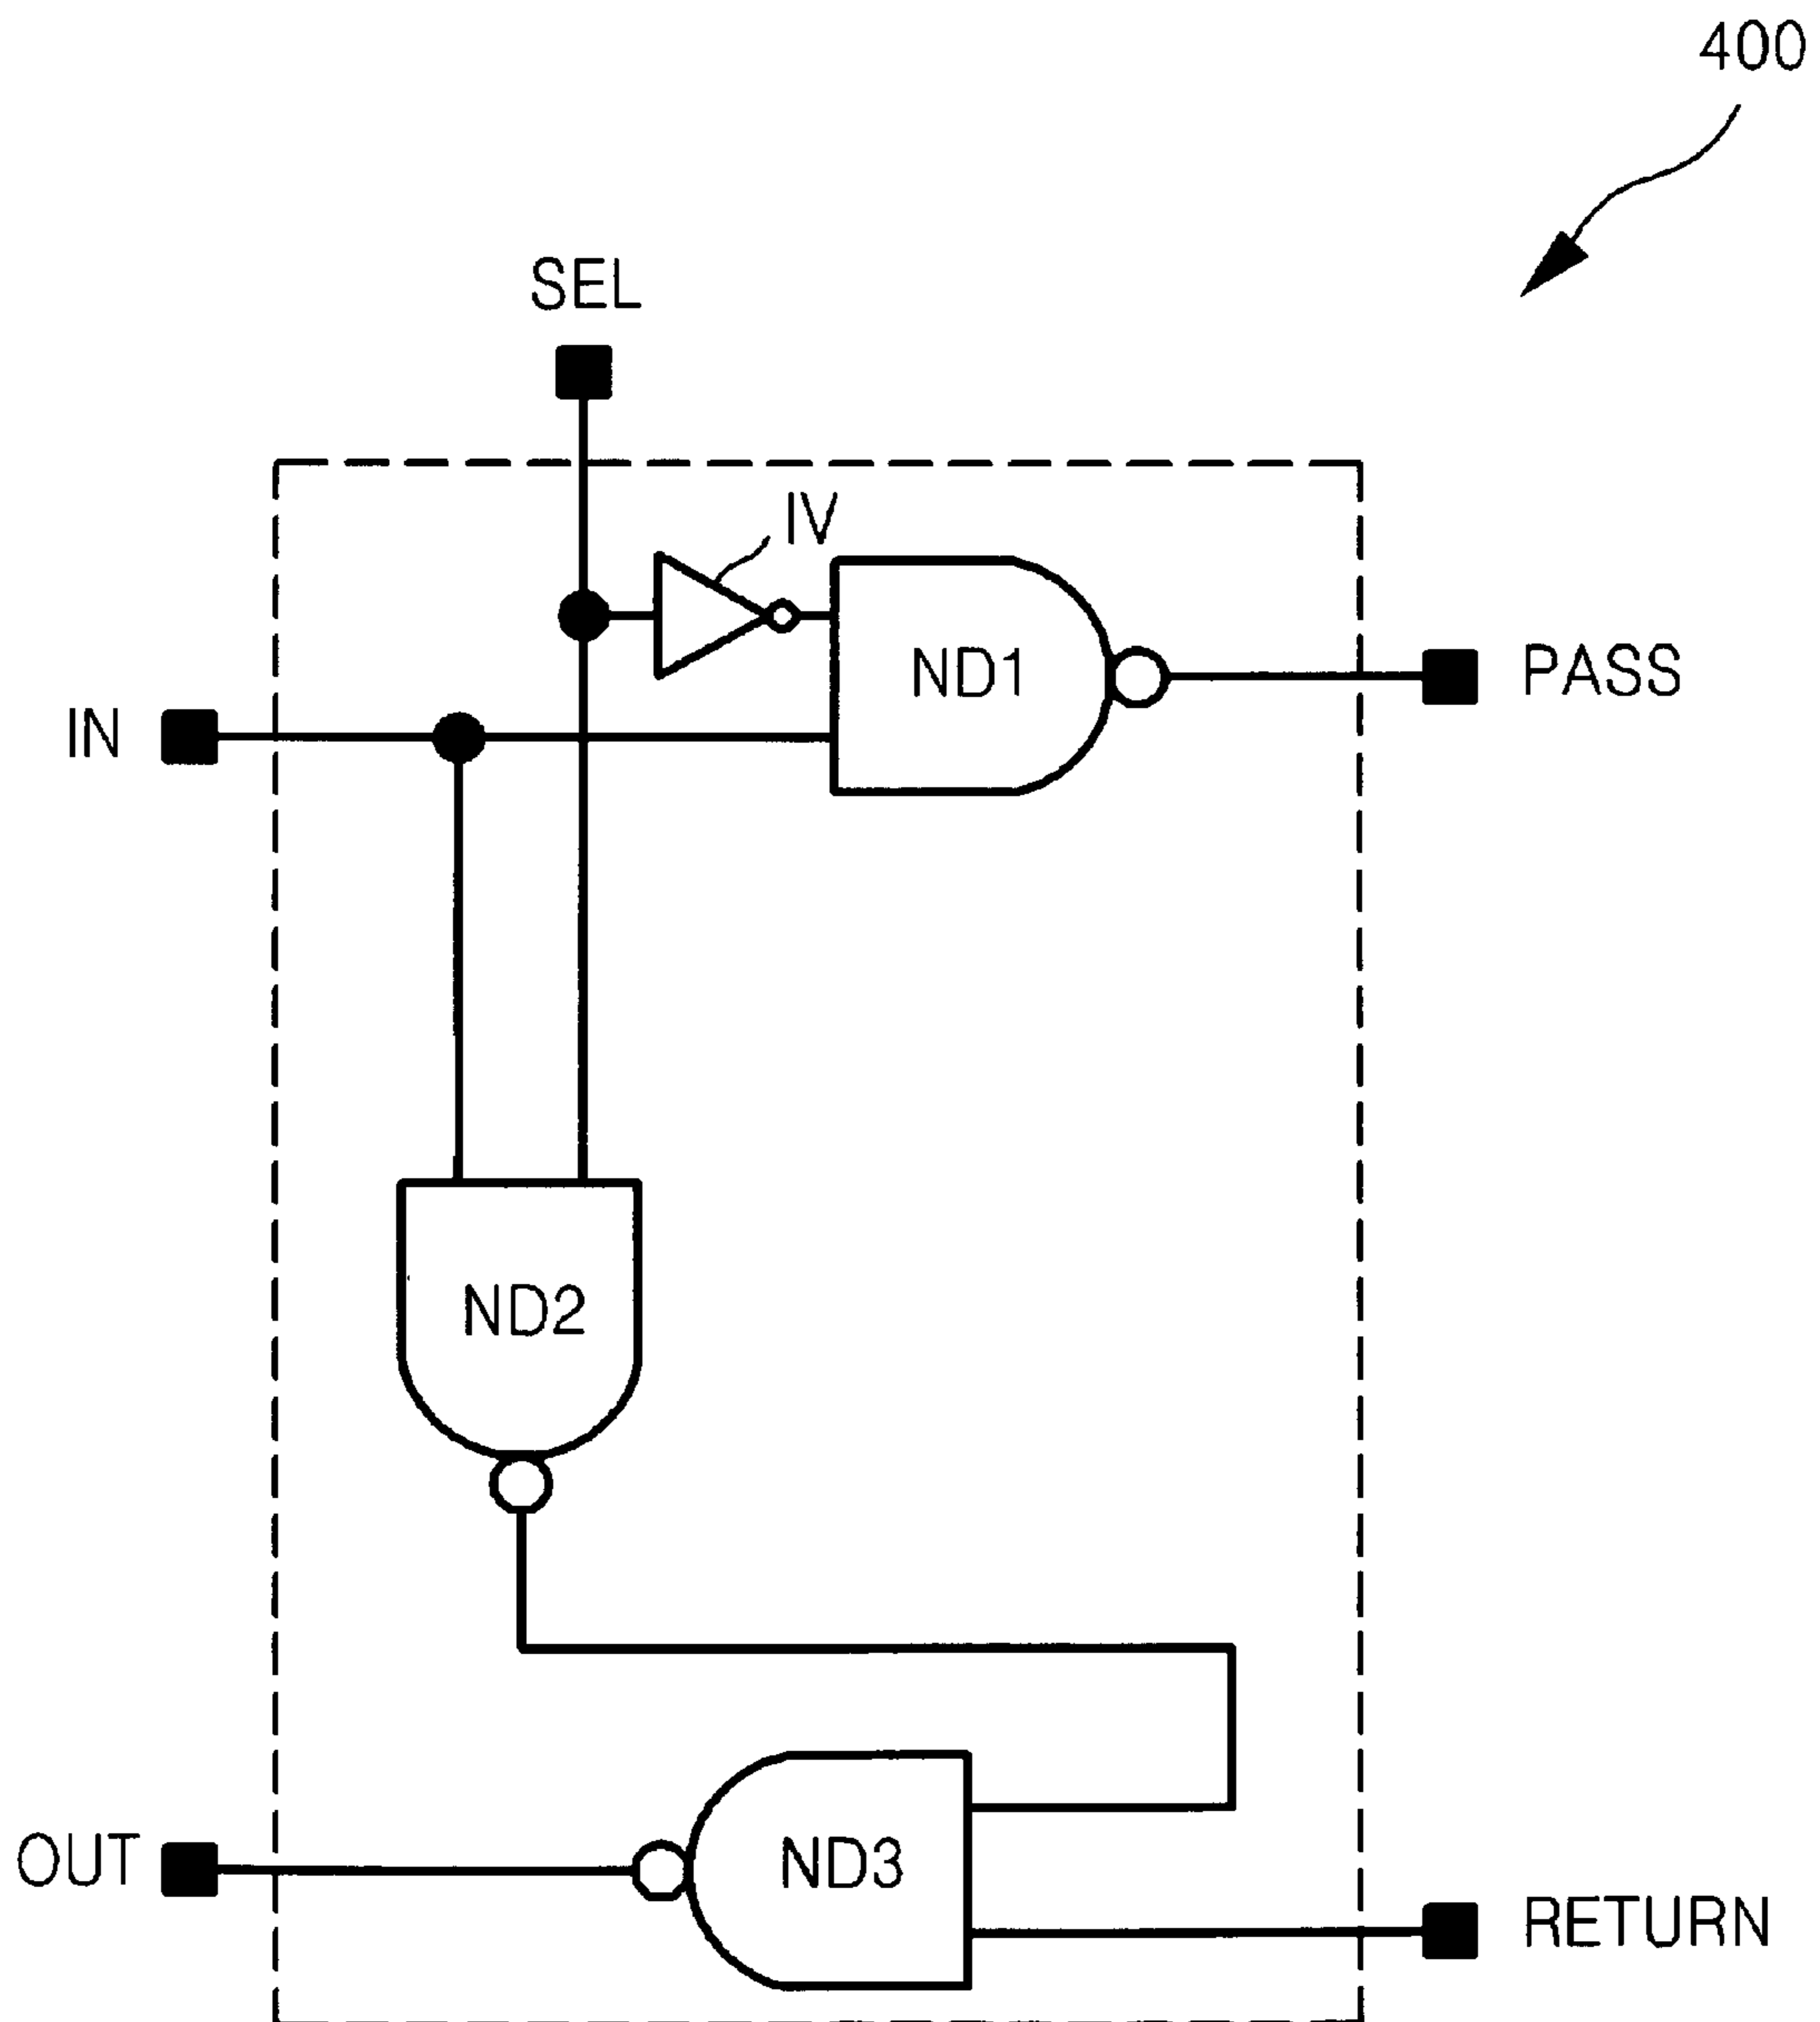 400
SEL
IV
ND1
PASS
IN
ND2
OUT
ND3
RETURN